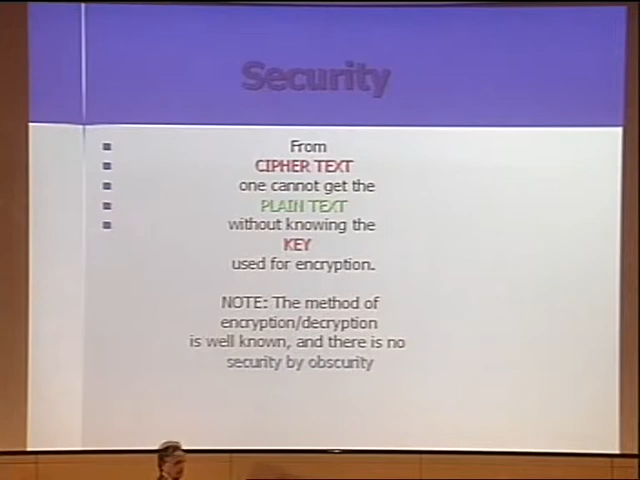 Security
From
CIPHER TEXT
one cannot get the
PLAIN TEXT
without knowing the
KEY
used for encryption.
NOTE: The method of
encryption/decryption
is well known, and there is no
security by obscurity